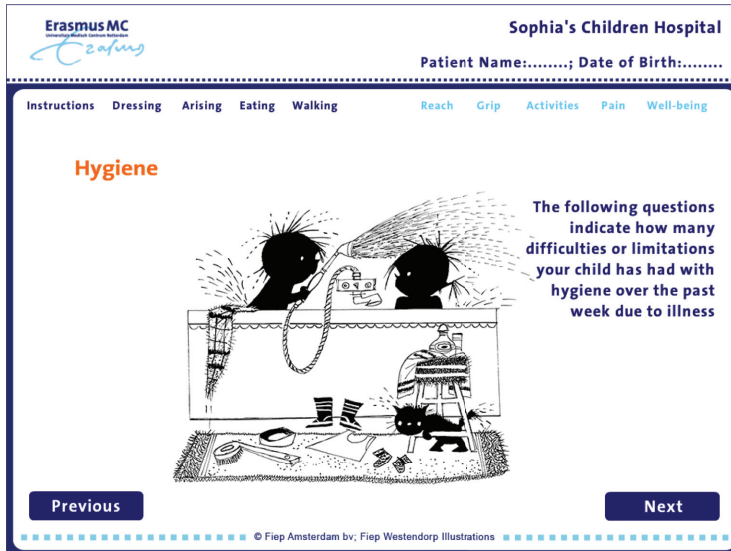 Erasmus MC
Universitair Medisch Centrum Rotterdam
Erasmus
Sophia's Children Hospital
Patient Name:........; Date of Birth:........
Instructions Dressing Arising Eating Walking Reach Grip Activities Pain Well-being
Hygiene
The following questions
indicate how many
difficulties or limitations
your child has had with
hygiene over the past
week due to illness
Previous
Next
© Fiep Amsterdam bv; Fiep Westendorp Illustrations